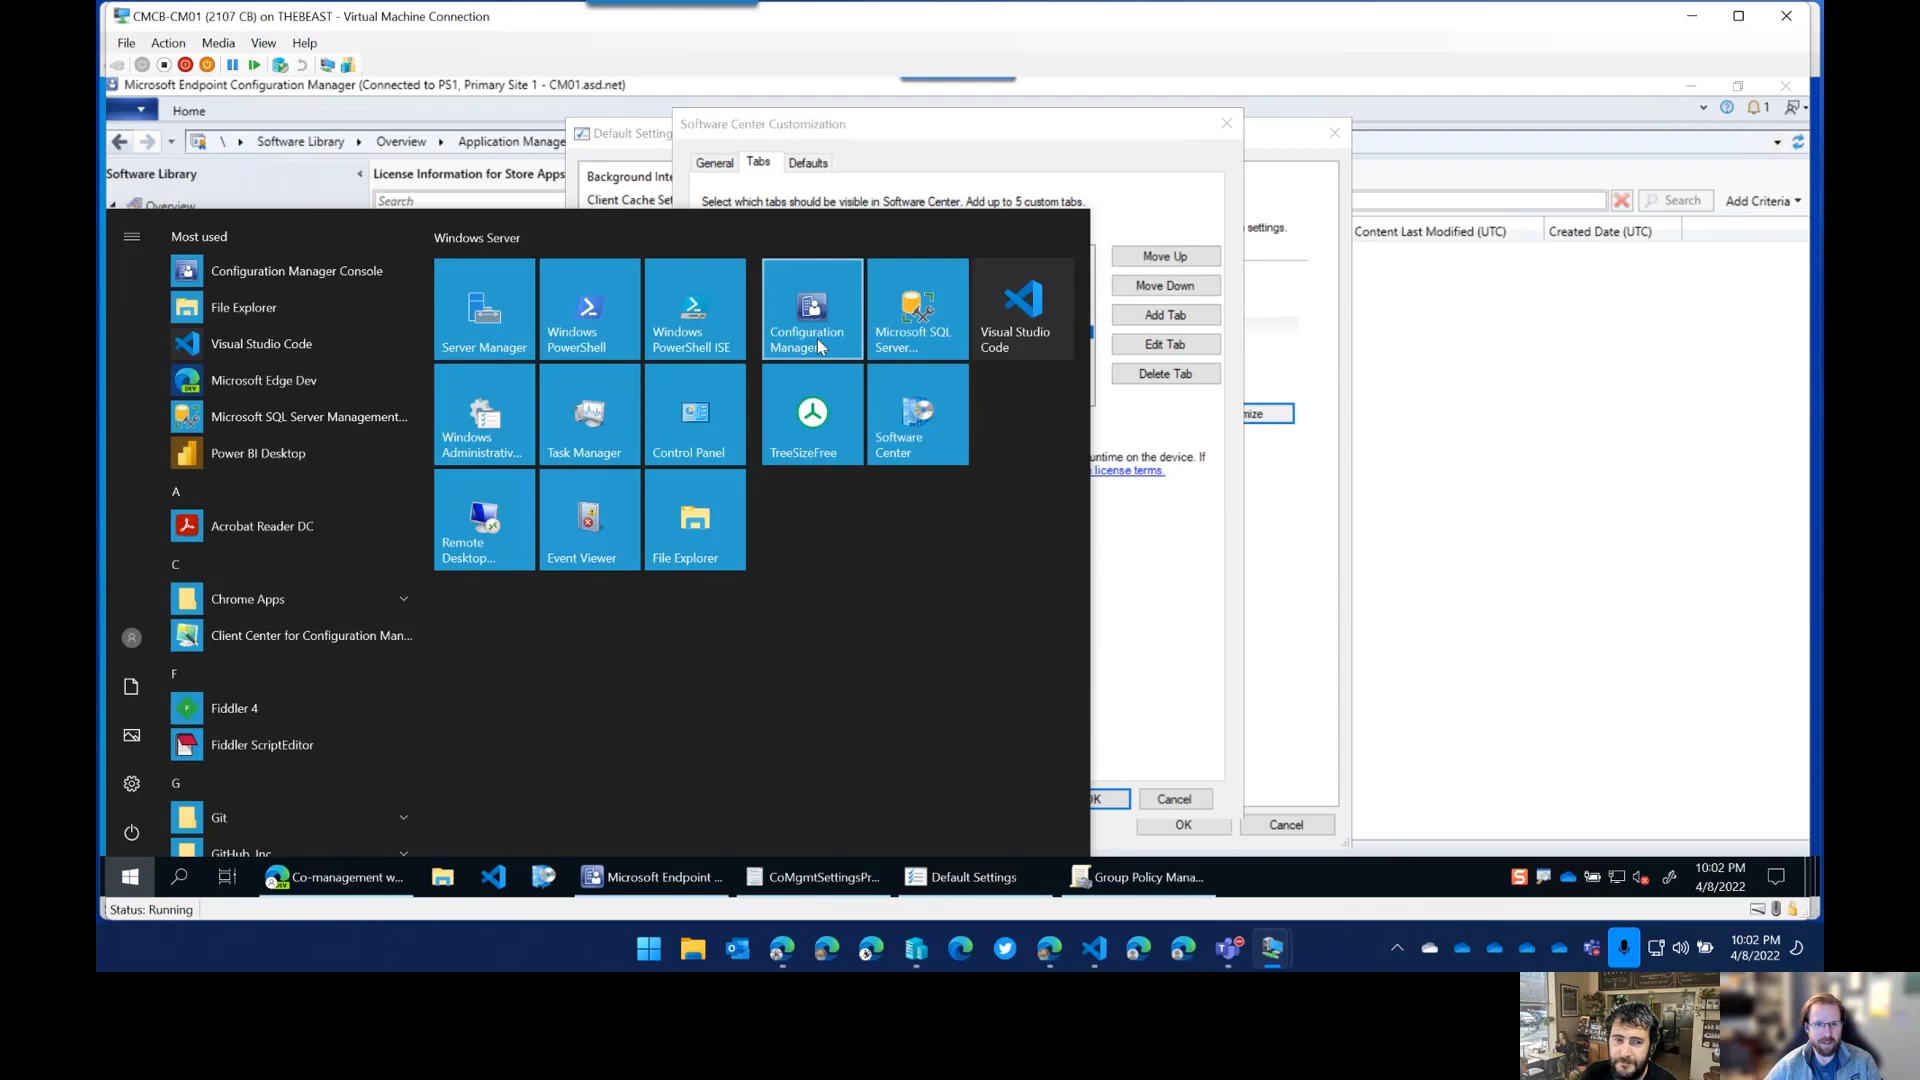 CMCB-CM01 (2107 CB) on THEBEAST - Virtual Machine Connection
File Action Media View Help
Microsoft Endpoint Configuration Manager (Connected to PS1, Primary Site 1 - CM01.asd.net)
Home
1
\ Software Library Overview Application Manage
Default Setting
Software Center Customization
Software Library
License Information for Store Apps
Search
Search
Add Criteria
Overview
Background Inte
Client Cache Set
General Tabs Defaults
Select which tabs should be visible in Software Center. Add up to 5 custom tabs.
settings.
Content Last Modified (UTC)
Created Date (UTC)
Move Up
Move Down
Add Tab
Edit Tab
Delete Tab
mize
untime on the device. If
license terms.
OK
Cancel
OK
Cancel
Most used
Configuration Manager Console
File Explorer
Visual Studio Code
Microsoft Edge Dev
Microsoft SQL Server Management...
Power BI Desktop
A
Acrobat Reader DC
C
Chrome Apps
Client Center for Configuration Man...
F
Fiddler 4
Fiddler ScriptEditor
G
Git
GitHub, Inc
Windows Server
Server Manager
Windows PowerShell
Windows PowerShell ISE
Configuration Manager
Microsoft SQL Server...
Visual Studio Code
Windows Administrativ...
Task Manager
Control Panel
TreeSizeFree
Software Center
Remote Desktop...
Event Viewer
File Explorer
Co-management w...
Microsoft Endpoint ...
CoMgmtSettingsPr...
Default Settings
Group Policy Mana...
10:02 PM
4/8/2022
Status: Running
10:02 PM
4/8/2022